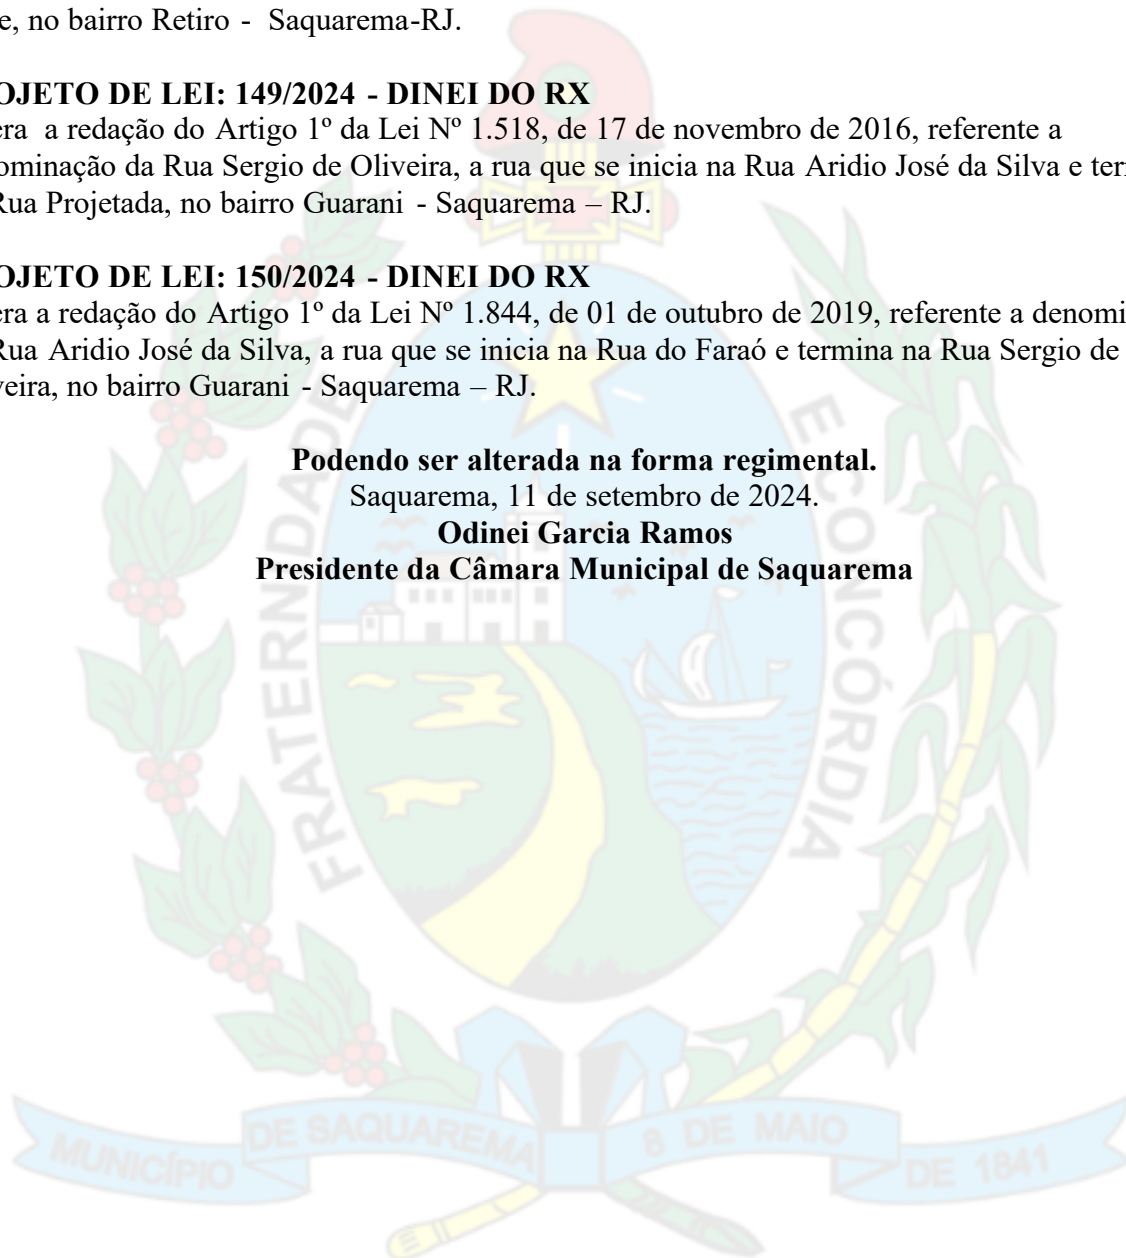 e, no bairro Retiro - Saquarema-RJ.
OJETO DE LEI: 149/2024 - DINEI DO RX
era a redação do Artigo 1º da Lei Nº 1.518, de 17 de novembro de 2016, referente a
ominação da Rua Sergio de Oliveira, a rua que se inicia na Rua Aridio José da Silva e ter
Rua Projetada, no bairro Guarani - Saquarema – RJ.
OJETO DE LEI: 150/2024 - DINEI DO RX
era a redação do Artigo 1º da Lei Nº 1.844, de 01 de outubro de 2019, referente a denomi
Rua Aridio José da Silva, a rua que se inicia na Rua do Faraó e termina na Rua Sergio de
veira, no bairro Guarani - Saquarema – RJ.
Podendo ser alterada na forma regimental.
Saquarema, 11 de setembro de 2024.
Odinei Garcia Ramos
Presidente da Câmara Municipal de Saquarema
FRATERNIDADE E CONCÓRDIA
MUNICÍPIO DE SAQUAREMA 8 DE MAIO DE 1841